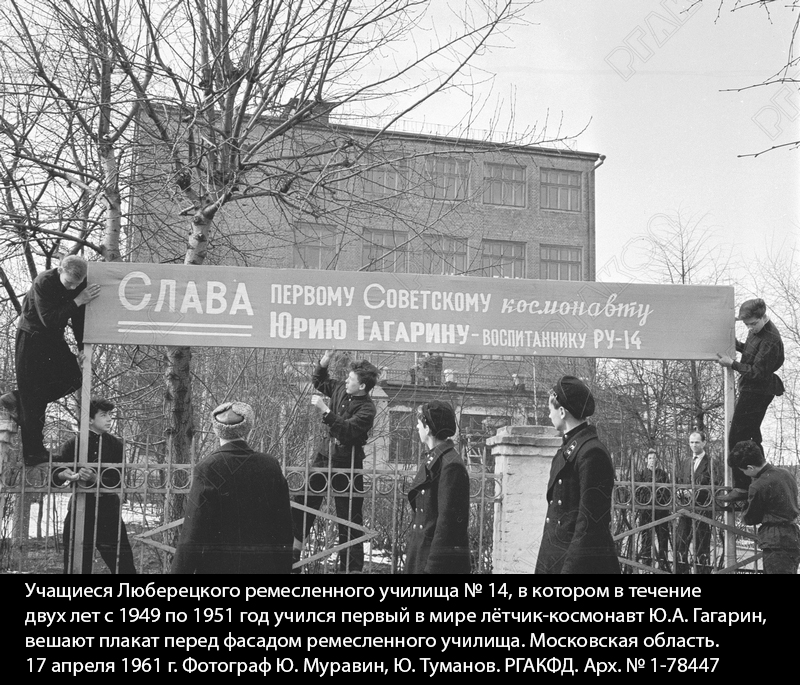 СЛАВА ПЕРВОМУ СОВЕТСКОМУ КОСМОНАВТУ
ЮРИЮ ГАГАРИНУ-ВОСПИТАННИКУ РУ-14
Учащиеся Люберецкого ремесленного училища № 14, в котором в течение
двух лет с 1949 по 1951 год учился первый в мире лётчик-космонавт Ю.А. Гагарин,
вешают плакат перед фасадом ремесленного училища. Московская область.
17 апреля 1961 г. Фотограф Ю. Муравин, Ю. Туманов. РГАКФД. Арх. № 1-78447